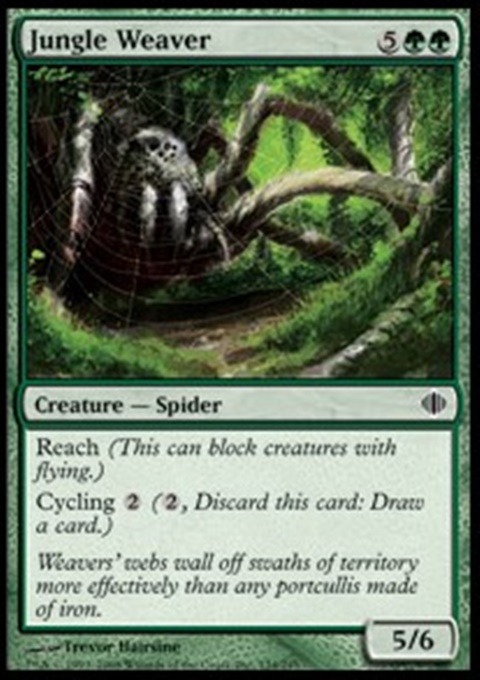 Jungle Weaver 5
Creature — Spider
Reach (This can block creatures with
flying.)
Cycling 2 (2, Discard this card: Draw
a card.)
Weavers' webs wall off swaths of territory
more effectively than any portcullis made
of iron.
Trevor Hairsine
5/6